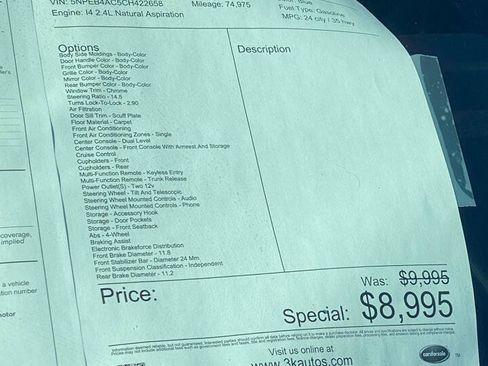 VIN: 5NPEB4AC5CH422658
Mileage: 74,975
Fuel Type: Gasoline
Engine: I4 2.4L Natural Aspiration
MPG: 24 city / 35 hwy
Options
Description
Body Side Moldings - Body-Color
Door Handle Color - Body-Color
Front Bumper Color - Body-Color
Grille Color - Body-Color
Mirror Color - Body-Color
Rear Bumper Color - Body-Color
Window Trim - Chrome
Steering Ratio - 14.5
Turns Lock-To-Lock - 2.90
Air Filtration
Door Sill Trim - Scuff Plate
Floor Material - Carpet
Front Air Conditioning
Front Air Conditioning Zones - Single
Center Console - Dual Level
Center Console - Front Console With Armrest And Storage
Cruise Control
Cupholders - Front
Cupholders - Rear
Multi-Function Remote - Keyless Entry
Multi-Function Remote - Trunk Release
Power Outlet(S) - Two 12v
Steering Wheel - Tilt And Telescopic
Steering Wheel Mounted Controls - Audio
Steering Wheel Mounted Controls - Phone
Storage - Accessory Hook
Storage - Door Pockets
Storage - Front Seatback
Abs - 4-Wheel
Braking Assist
Electronic Brakeforce Distribution
Front Brake Diameter - 11.8
Front Stabilizer Bar - Diameter 24 Mm
Front Suspension Classification - Independent
Rear Brake Diameter - 11.2
Price:
Was: $9,995
Special: $8,995
Visit us online at
www.3kautos.com
carsforsale
TM
coverage,
implied
a vehicle
ation number
motor